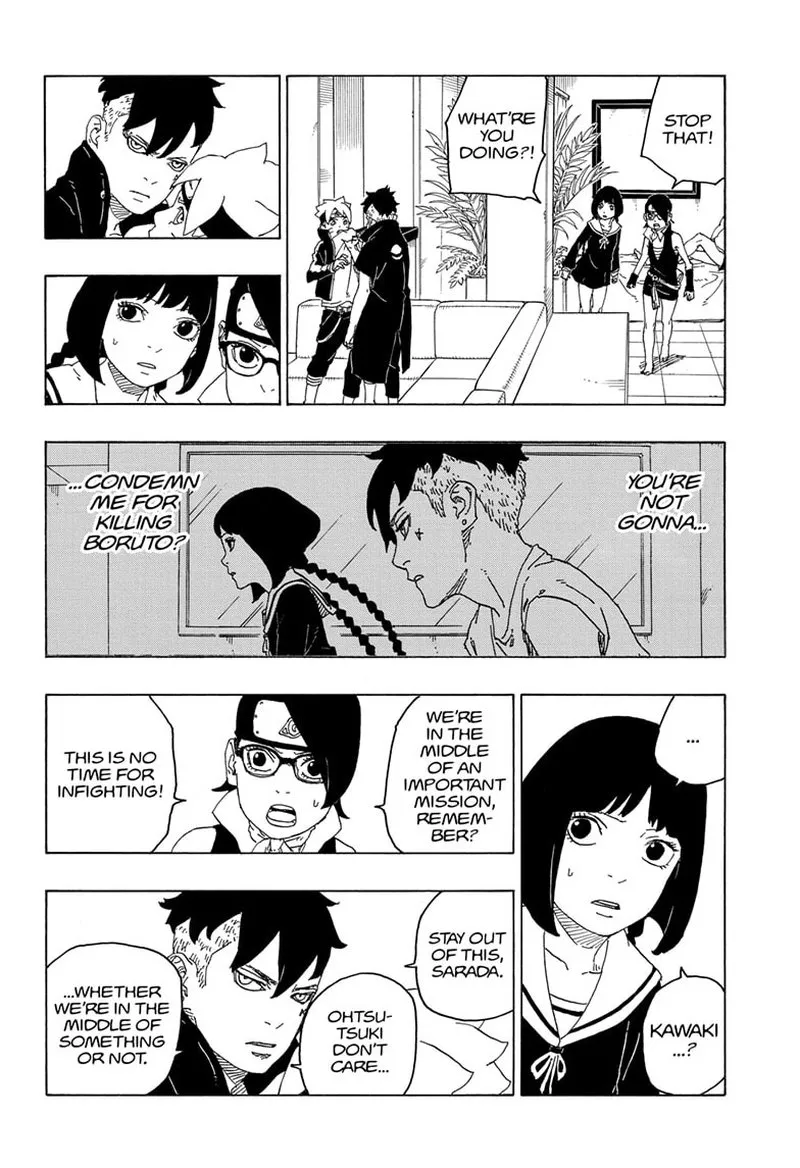 STOP
THAT!
WHAT'RE
YOU
DOING?!
YOU'RE
NOT
GONNA...
...CONDEMN
ME FOR
KILLING
BORUTO?
...
KAWAKI
...?
WE'RE
IN THE
MIDDLE
OF AN
IMPORTANT
MISSION,
REMEM-
BER?
THIS IS NO
TIME FOR
INFIGHTING!
STAY OUT
OF THIS,
SARADA.
OHTSU-
TSUKI
DON'T
CARE...
...WHETHER
WE'RE IN THE
MIDDLE OF
SOMETHING
OR NOT.